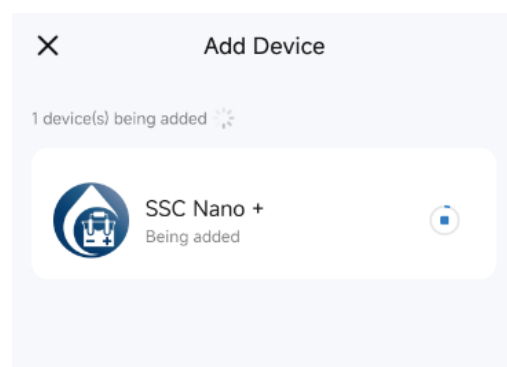 Add Device
1 device(s) being added
SSC Nano +
Being added